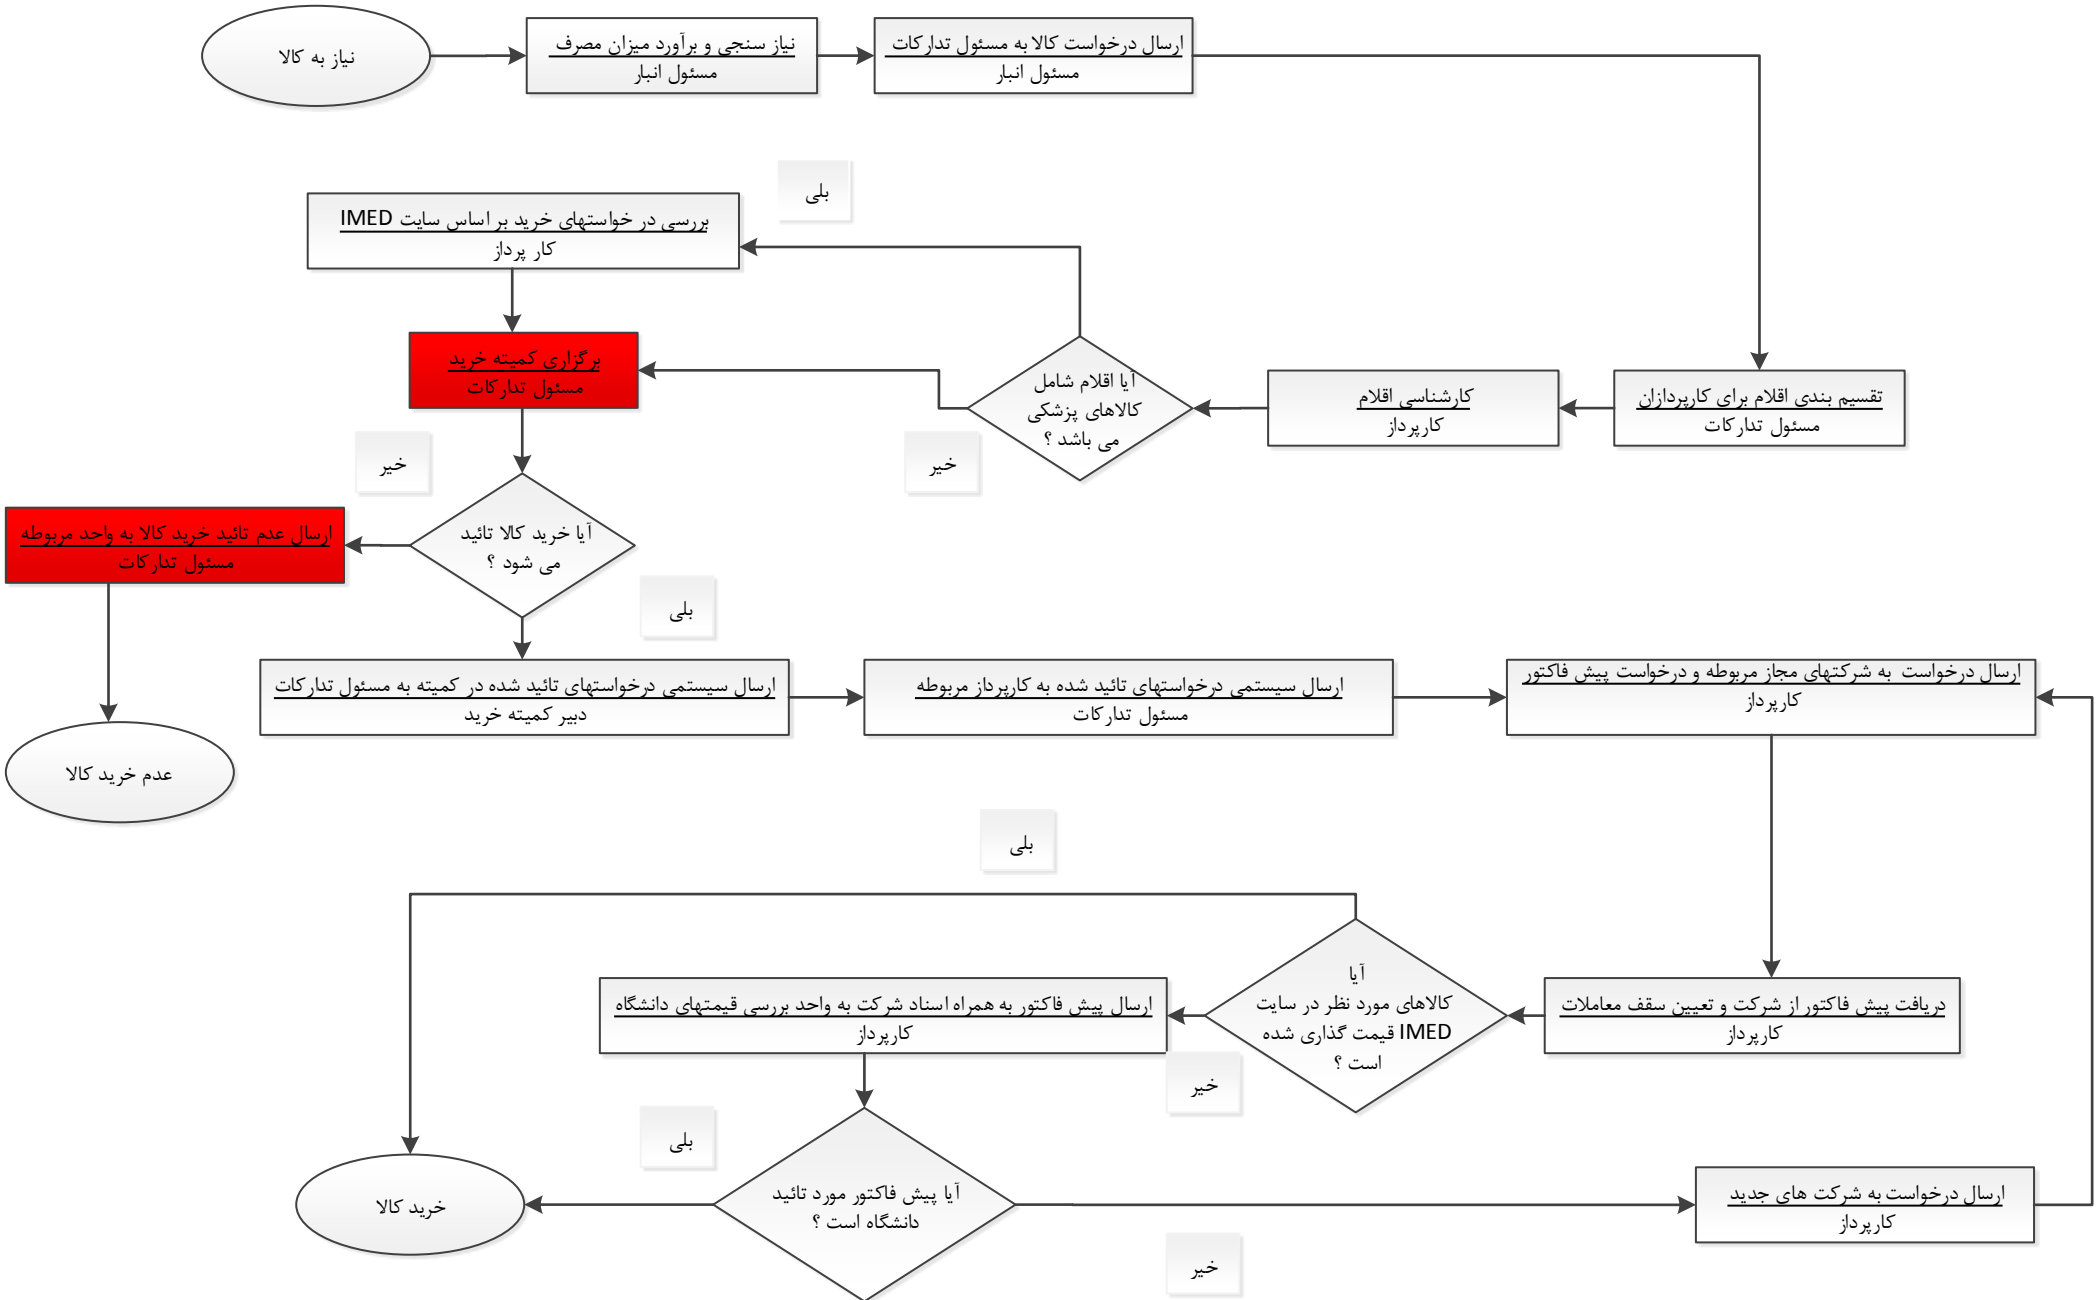 نیاز به کالا
نیاز سنجی و برآورد میزان مصرف
مسئول انبار
ارسال درخواست کالا به مسئول تدارکات
مسئول انبار
تقسیم بندی اقلام برای کارپردازان
مسئول تدارکات
کارشناسی اقلام
کارپرداز
آیا اقلام شامل
کالاهای پزشکی
می باشد ؟
بلی
خیر
بررسی در خواستهای خرید بر اساس سایت IMED
کار پرداز
برگزاری کمیته خرید
مسئول تدارکات
آیا خرید کالا تائید
می شود ؟
خیر
بلی
ارسال عدم تائید خرید کالا به واحد مربوطه
مسئول تدارکات
عدم خرید کالا
ارسال سیستمی درخواستهای تائید شده در کمیته به مسئول تدارکات
دبیر کمیته خرید
ارسال سیستمی درخواستهای تائید شده به کارپرداز مربوطه
مسئول تدارکات
ارسال درخواست به شرکتهای مجاز مربوطه و درخواست پیش فاکتور
کارپرداز
دریافت پیش فاکتور از شرکت و تعیین سقف معاملات
کارپرداز
آیا
کالاهای مورد نظر در سایت
IMED قیمت گذاری شده
است ؟
بلی
خیر
ارسال پیش فاکتور به همراه اسناد شرکت به واحد بررسی قیمتهای دانشگاه
کارپرداز
آیا پیش فاکتور مورد تائید
دانشگاه است ؟
بلی
خیر
خرید کالا
ارسال درخواست به شرکت های جدید
کارپرداز